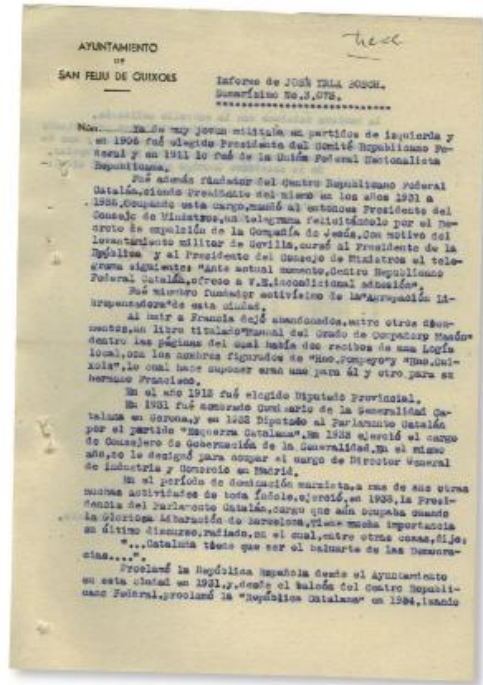 AYUNTAMIENTO
DE
SAN FELIU DE GUIXOLS
Informe de JOSÉ IRLA BOSCH.
Sumarísimo No.3,078.
Ya de muy joven militaba en partidos de izquierda y
en 1906 fué elegido Presidente del Comité Republicano Fe-
deral y en 1911 lo fué de la Unión Federal Nacionalista
Republicana.
Fué además fundador del Centro Republicano Federal
Catalán, siendo Presidente del mismo en los años 1931 a
Ocupando este cargo, mandó al entonces Presidente del
Consejo de Ministros, un telegrama felicitándole por el De-
creto de expulsión de la Compañía de Jesús. Con motivo del
levantamiento militar de Sevilla, cursó al Presidente de la
República y al Presidente del Consejo de Ministros el tele-
grama siguiente: "Ante actual momento, Centro Republicano
Federal Catalán, ofrece a V.E. incondicional adhesión".
Fué miembro fundador activísimo de la "Agrupación Li-
brepensadora" de esta ciudad.
Al huir a Francia dejó abandonados, entre otros docu-
mentos, un libro titulado "Manual del Grado de Compañero Masón"
dentro las páginas del cual había dos recibos de una Logia
local, con los nombres figurados de "Hno. Pompeyo" y "Hno. Gui-
xols", lo cual hace suponer eran uno para él y otro para su
hermano Francisco.
En el año 1913 fué elegido Diputado Provincial.
En 1931 fué nombrado Comisario de la Generalidad Ca-
talana en Gerona, y en 1932 Diputado al Parlamento Catalán
por el partido "Esquerra Catalana". En 1933 ejerció el cargo
de Consejero de Gobernación de la Generalidad. En el mismo
año, se le designó para ocupar el cargo de Director General
de Industria y Comercio en Madrid.
En el período de dominación marxista, a mas de sus otras
muchas actividades de toda índole, ejerció, en 1938, la Presi-
dencia del Parlamento Catalán, cargo que aún ocupaba cuando
la Gloriosa Liberación de Barcelona. Tiene mucha importancia
su último discurso, radiado, en el cual, entre otras cosas, dijo:
"...Cataluña tiene que ser el baluarte de las Democra-
cias....".
Proclamó la República Española desde el Ayuntamiento
en esta ciudad en 1931, y, desde el balcón del Centro Republi-
cano Federal, proclamó la "República Catalana" en 1934, izando